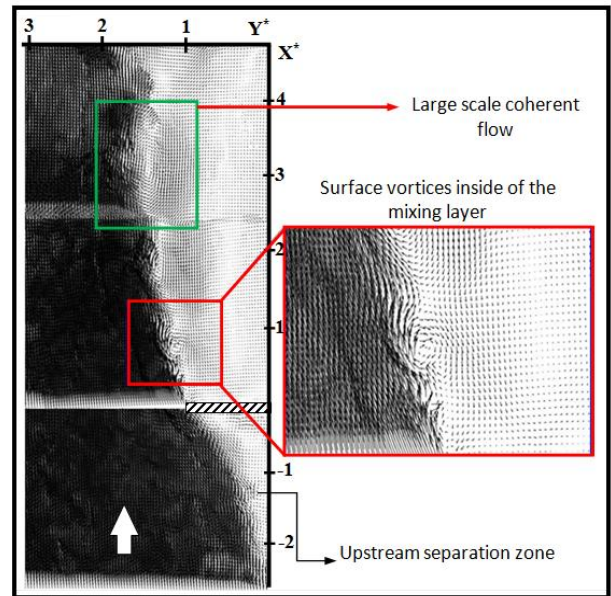 3 2 1 Y*
X*
4
3
2
1
-1
-2
Large scale coherent
flow
Surface vortices inside of the
mixing layer
Upstream separation zone